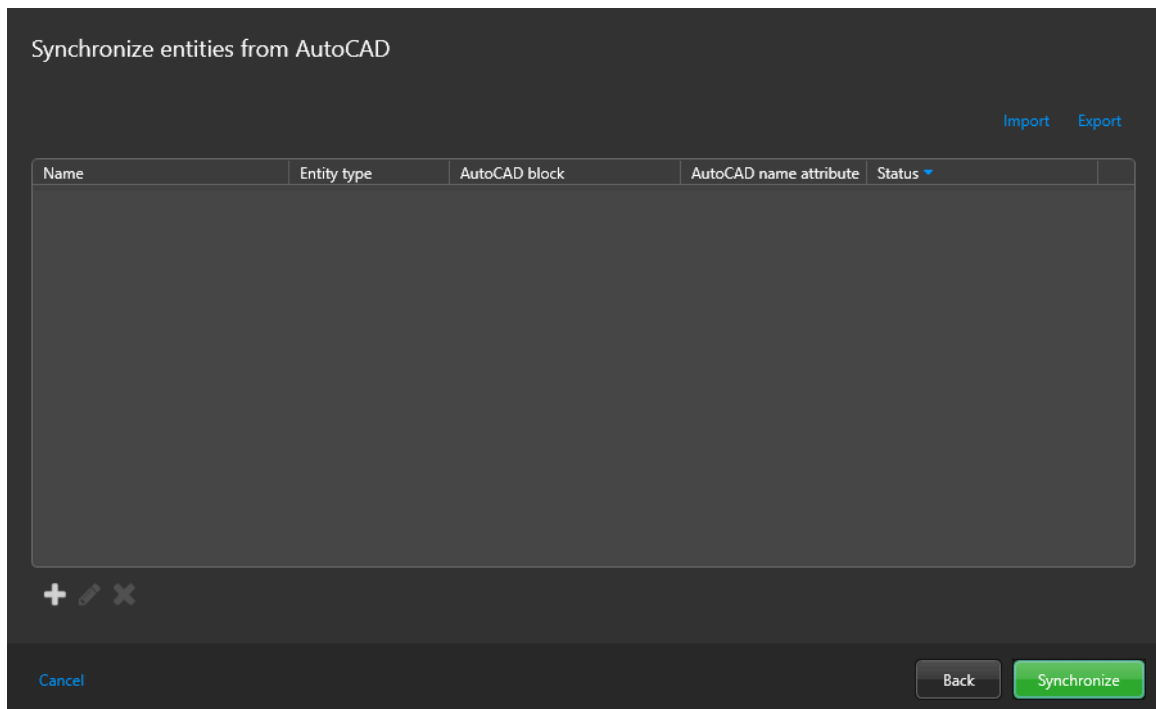 Synchronize entities from AutoCAD
Import Export
Name Entity type AutoCAD block AutoCAD name attribute Status
Cancel Back Synchronize